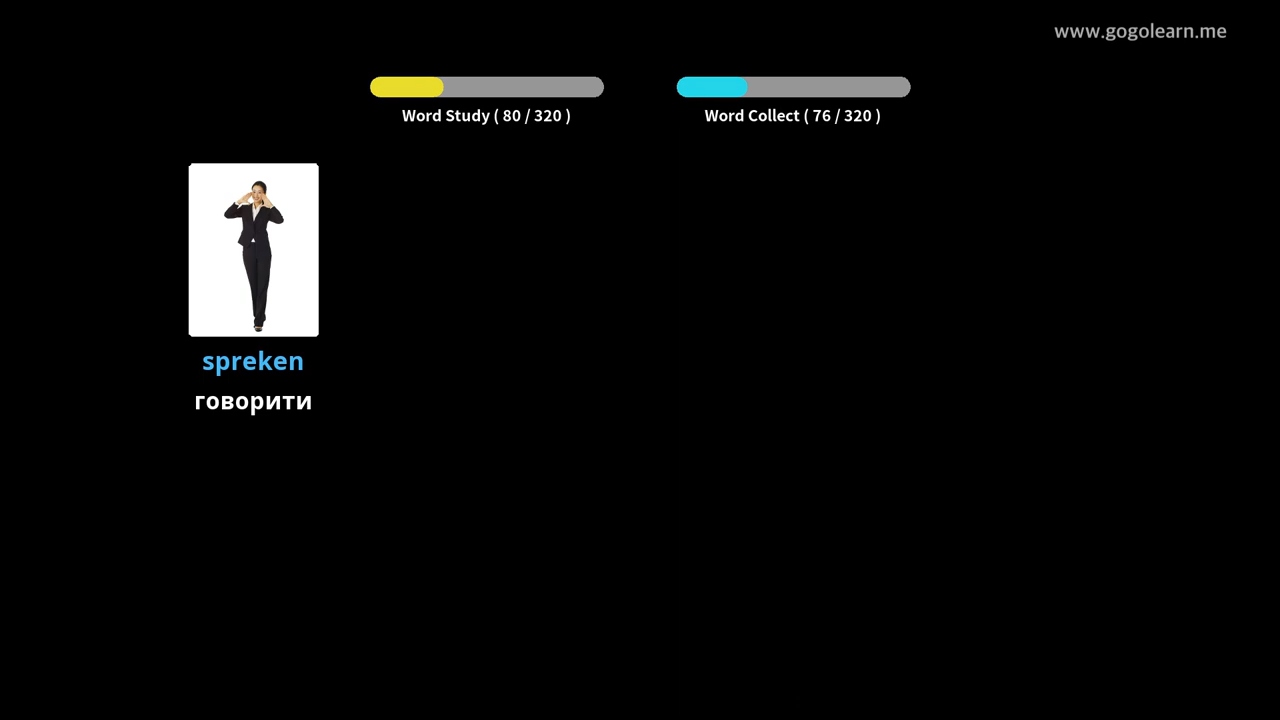 www.gogolearn.me
Word Study ( 80 / 320 )
Word Collect ( 76 / 320 )
spreken
говорити